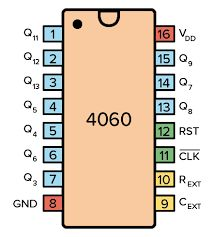 Q11 1 16 VDD
Q12 2 15 Q9
Q13 3 14 Q7
Q5 4 13 Q8
4060
Q4 5 12 RST
Q6 6 11 C̅L̅K̅
Q3 7 10 REXT
GND 8 9 CEXT